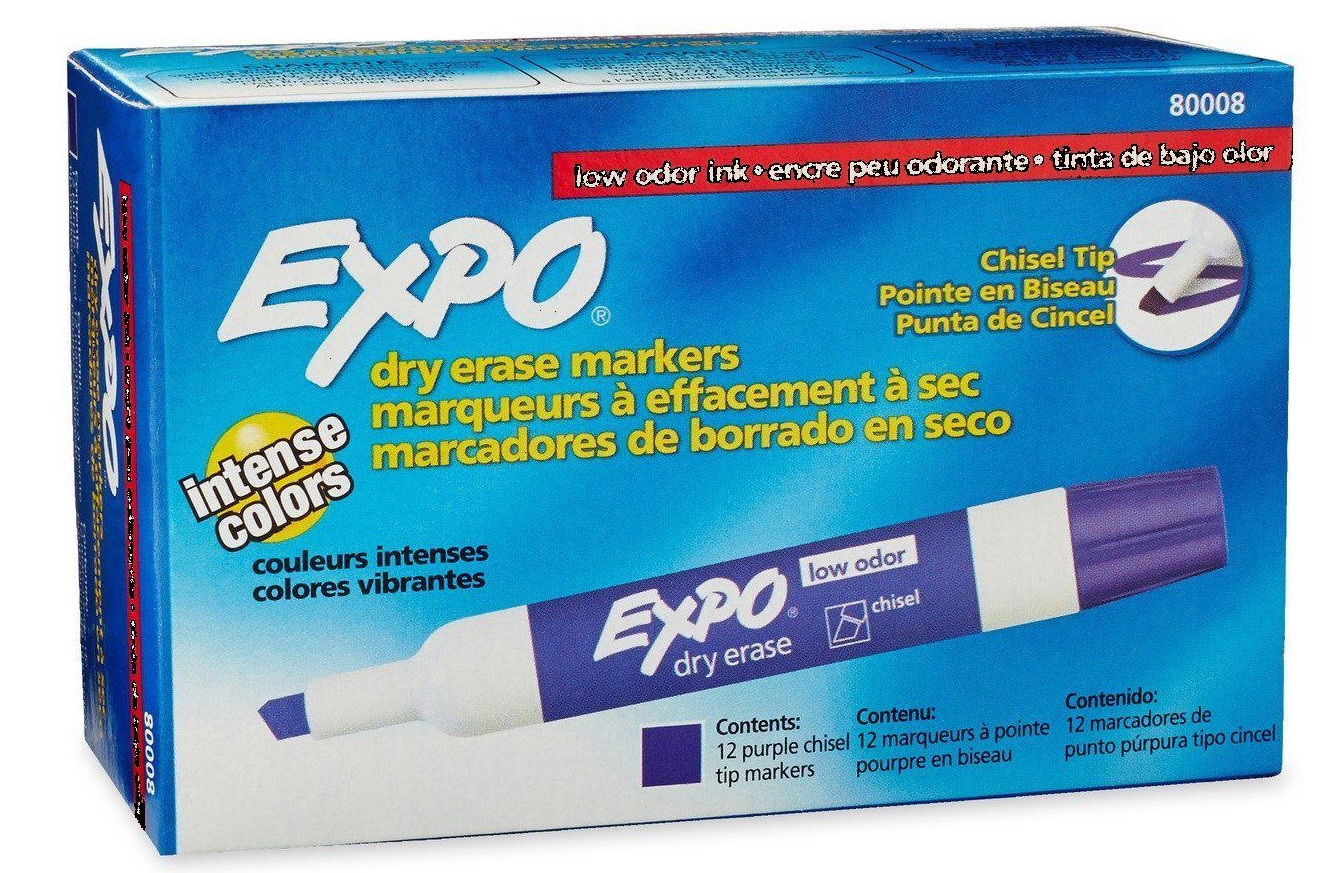 80008
low odor ink • encre peu odorante • tinta de bajo olor
EXPO®
Chisel Tip
Pointe en Biseau
Punta de Cincel
dry erase markers
marqueurs à effacement à sec
marcadores de borrado en seco
intense
colors
couleurs intenses
colores vibrantes
EXPO®
dry erase
low odor
chisel
Contents:
12 purple chisel
tip markers
Contenu:
12 marqueurs à pointe
pourpre en biseau
Contenido:
12 marcadores de
punto púrpura tipo cincel
EXPO
80008